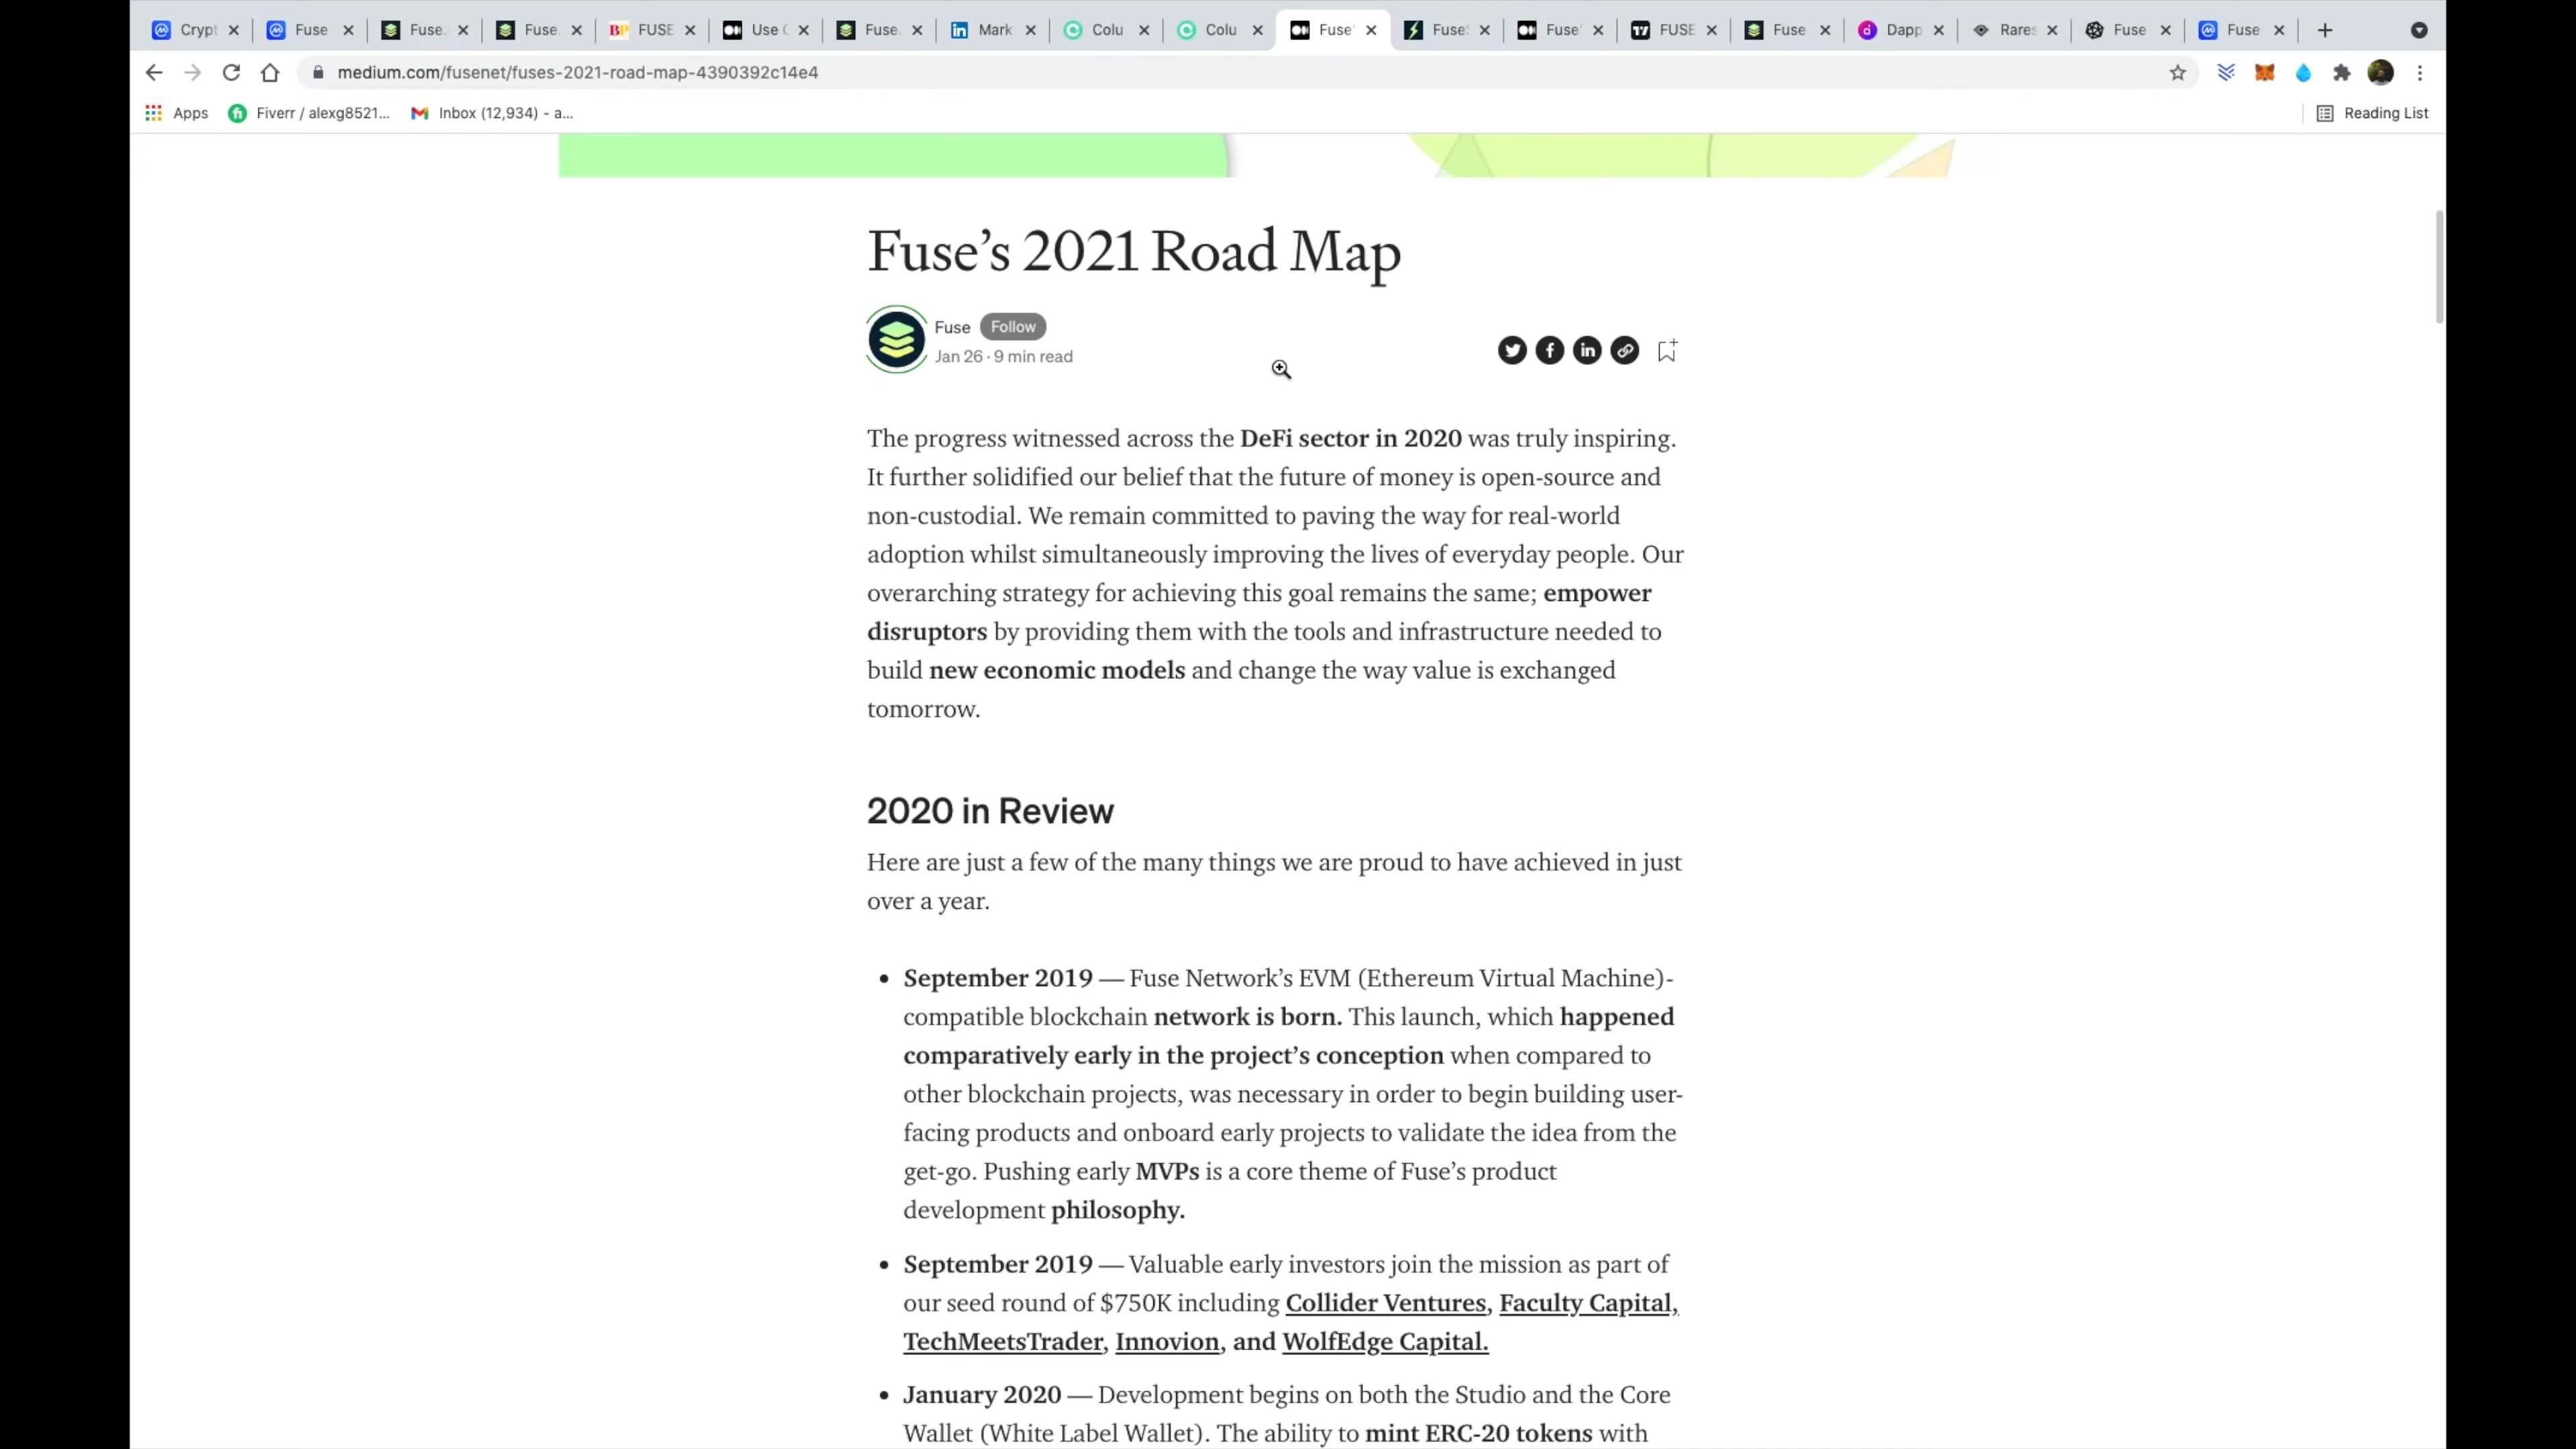 Crypt
Fuse
Fuse.
Fuse.
BP FUSE
Use
Fuse.
in Mark
Colu
Colu
Fuse'
Fuse
Fuse'
FUSE
Fuse
Dapp
Rares
Fuse
Fuse
medium.com/fusenet/fuses-2021-road-map-4390392c14e4
Apps
Fiverr / alexg8521...
Inbox (12,934) - a...
Reading List
Fuse’s 2021 Road Map
Fuse Follow
Jan 26 · 9 min read
The progress witnessed across the DeFi sector in 2020 was truly inspiring.
It further solidified our belief that the future of money is open-source and
non-custodial. We remain committed to paving the way for real-world
adoption whilst simultaneously improving the lives of everyday people. Our
overarching strategy for achieving this goal remains the same; empower
disruptors by providing them with the tools and infrastructure needed to
build new economic models and change the way value is exchanged
tomorrow.
2020 in Review
Here are just a few of the many things we are proud to have achieved in just
over a year.
• September 2019 — Fuse Network’s EVM (Ethereum Virtual Machine)-
compatible blockchain network is born. This launch, which happened
comparatively early in the project’s conception when compared to
other blockchain projects, was necessary in order to begin building user-
facing products and onboard early projects to validate the idea from the
get-go. Pushing early MVPs is a core theme of Fuse’s product
development philosophy.
• September 2019 — Valuable early investors join the mission as part of
our seed round of $750K including Collider Ventures, Faculty Capital,
TechMeetsTrader, Innovion, and WolfEdge Capital.
• January 2020 — Development begins on both the Studio and the Core
Wallet (White Label Wallet). The ability to mint ERC-20 tokens with